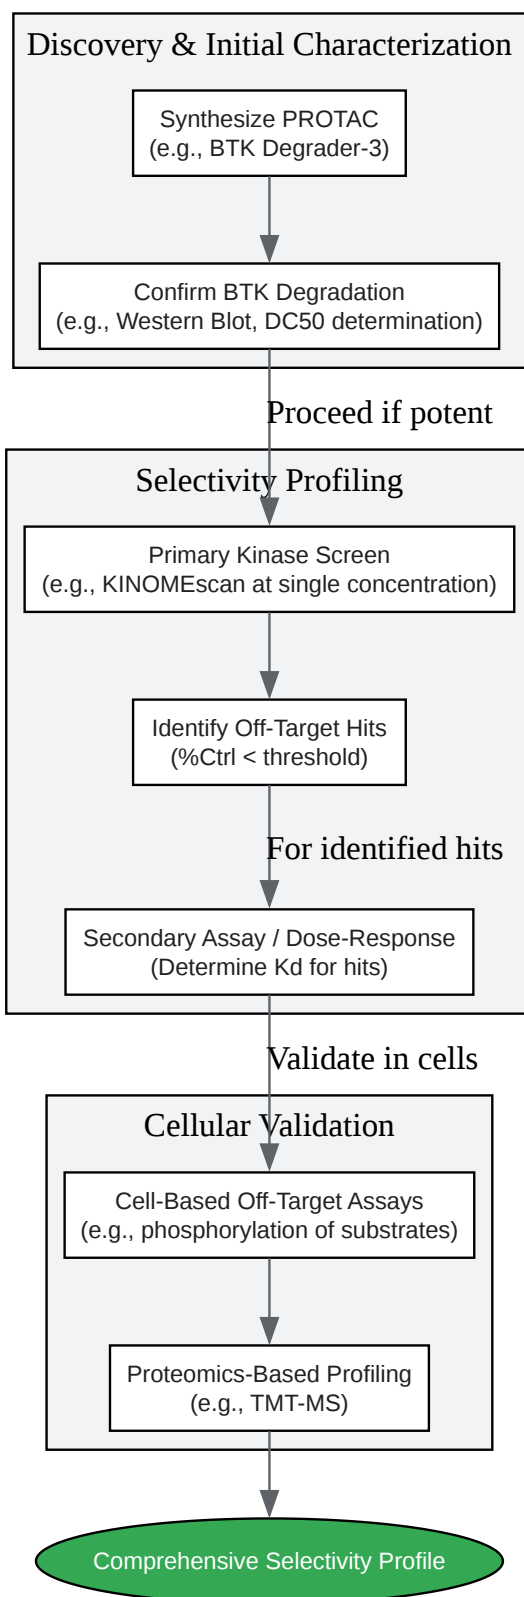 Discovery & Initial Characterization
Synthesize PROTAC
(e.g., BTK Degrader-3)
Confirm BTK Degradation
(e.g., Western Blot, DC50 determination)
Proceed if potent
Selectivity Profiling
Primary Kinase Screen
(e.g., KINOMEscan at single concentration)
Identify Off-Target Hits
(%Ctrl < threshold)
For identified hits
Secondary Assay / Dose-Response
(Determine Kd for hits)
Validate in cells
Cellular Validation
Cell-Based Off-Target Assays
(e.g., phosphorylation of substrates)
Proteomics-Based Profiling
(e.g., TMT-MS)
Comprehensive Selectivity Profile